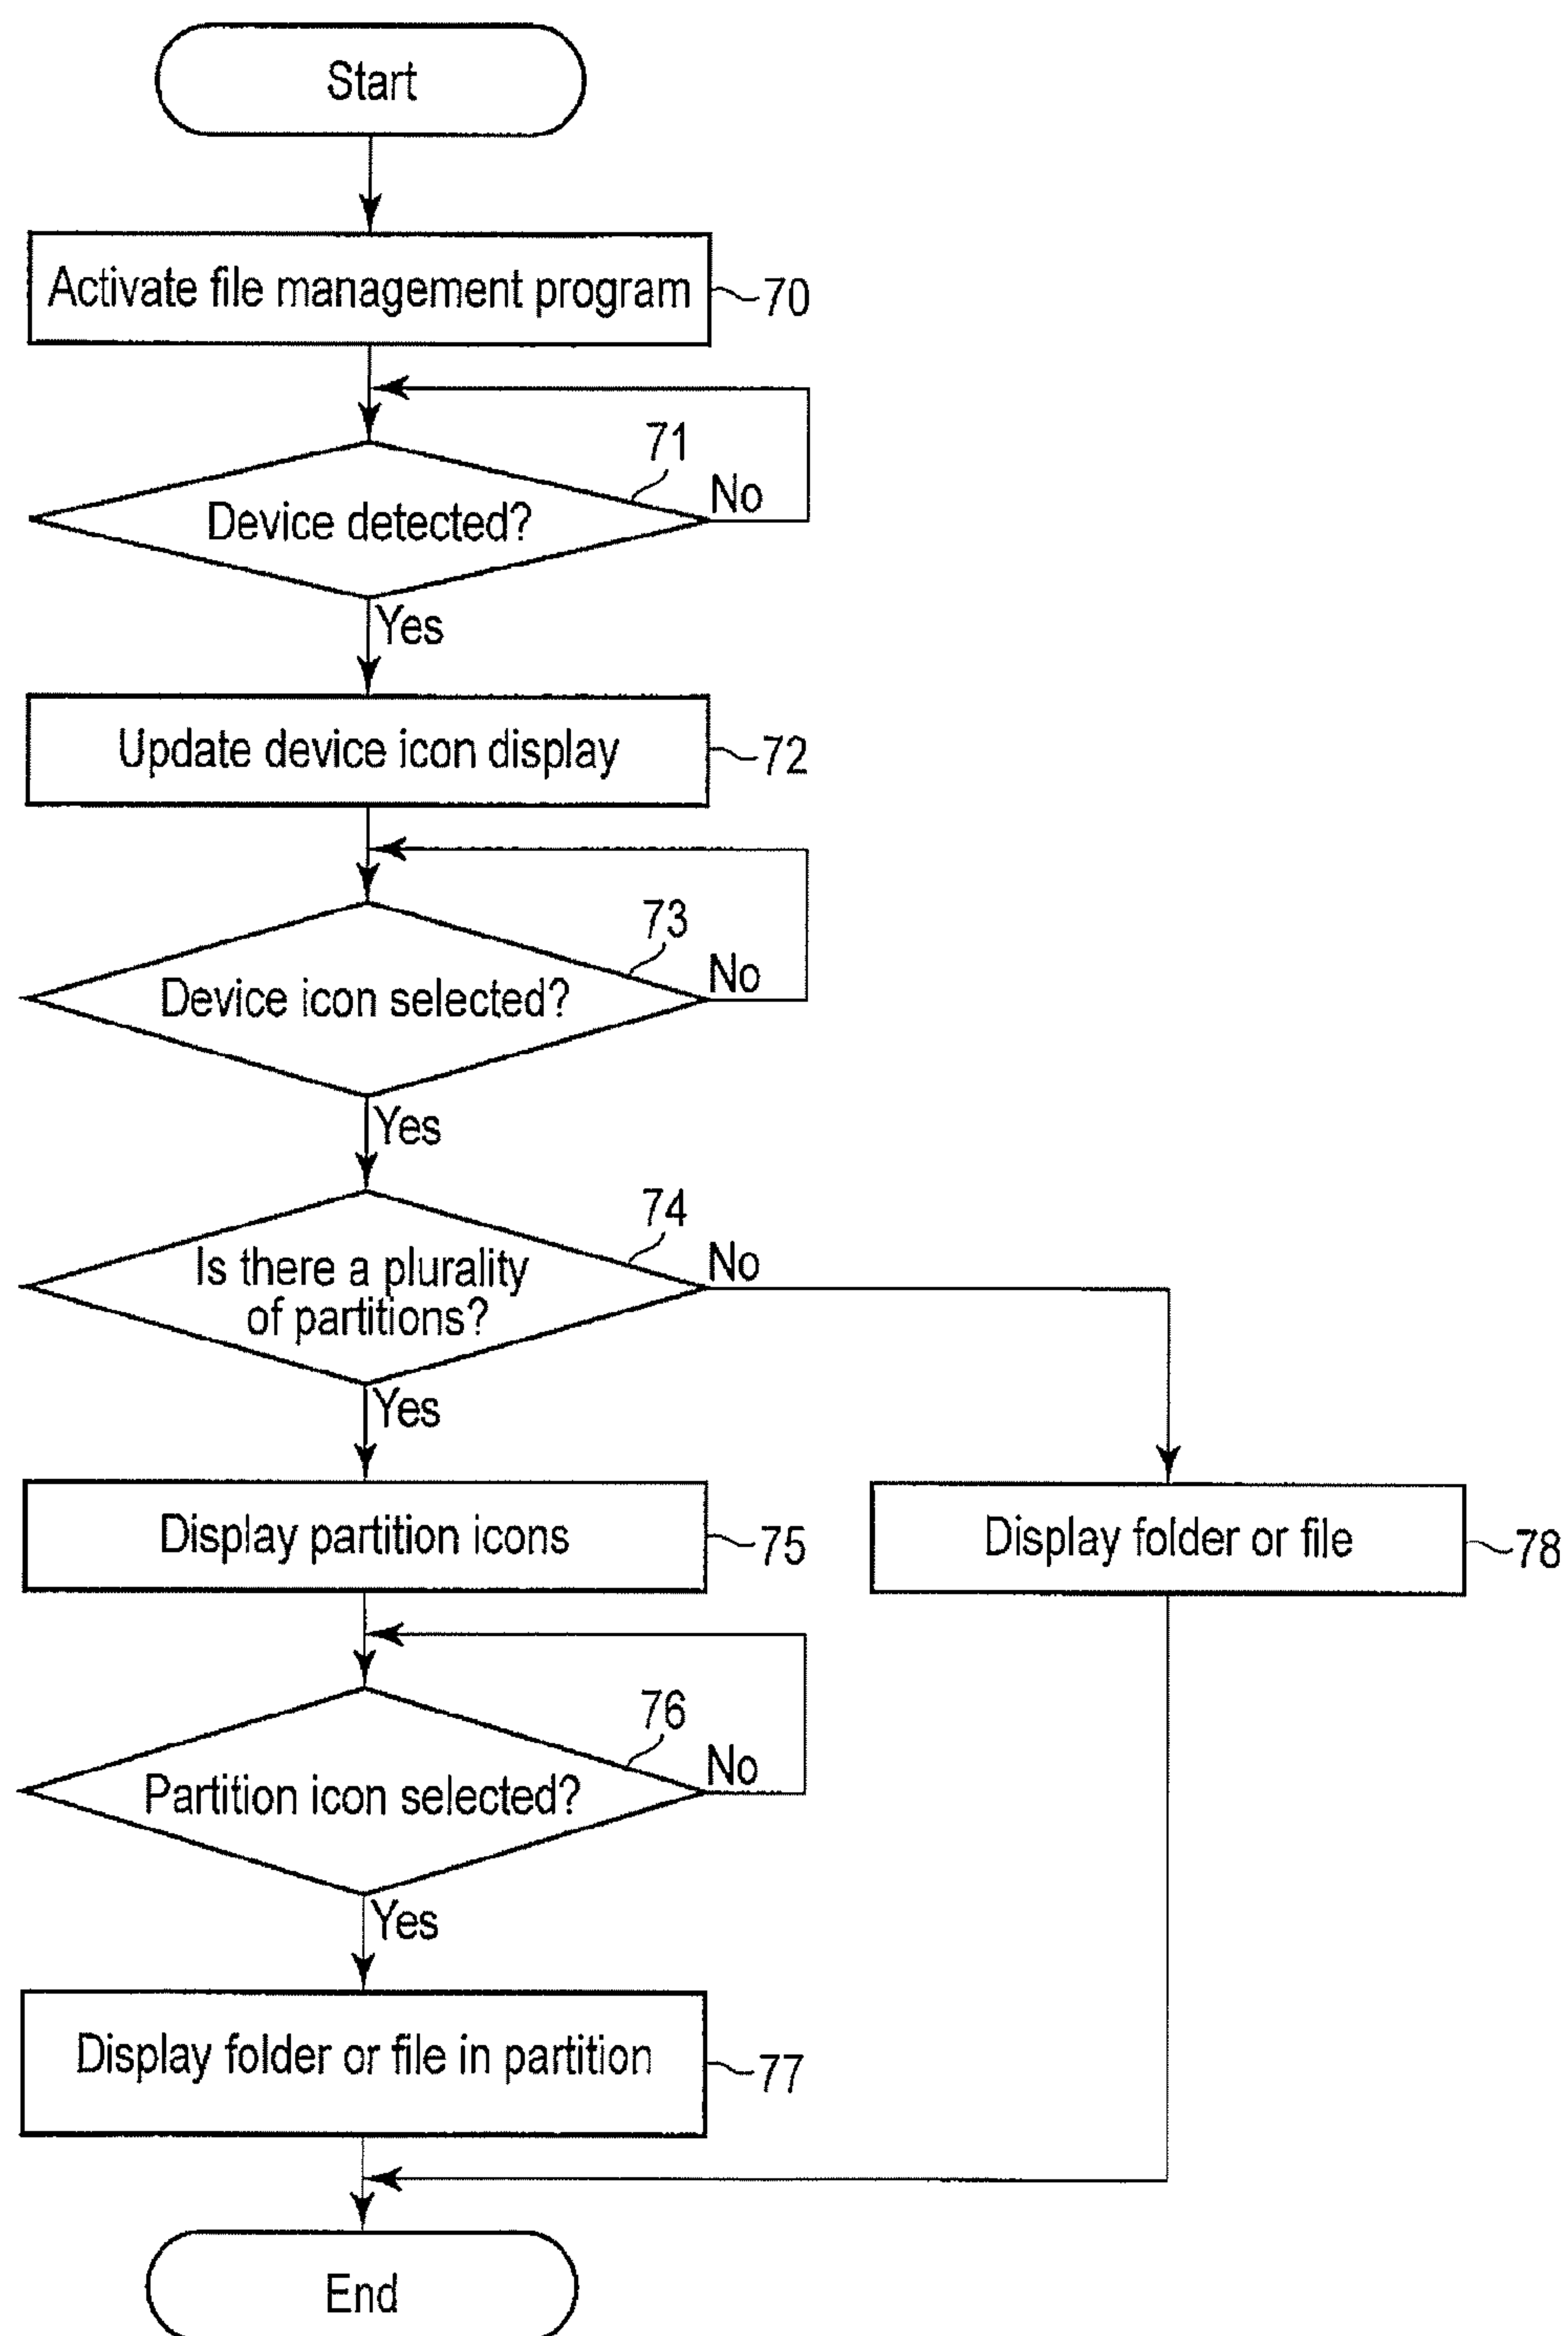 Start
Activate file management program
70
71
No
Device detected?
Yes
Update device icon display
72
73
No
Device icon selected?
Yes
74
No
Is there a plurality
of partitions?
Yes
Display partition icons
75
Display folder or file
78
76
No
Partition icon selected?
Yes
Display folder or file in partition
77
End